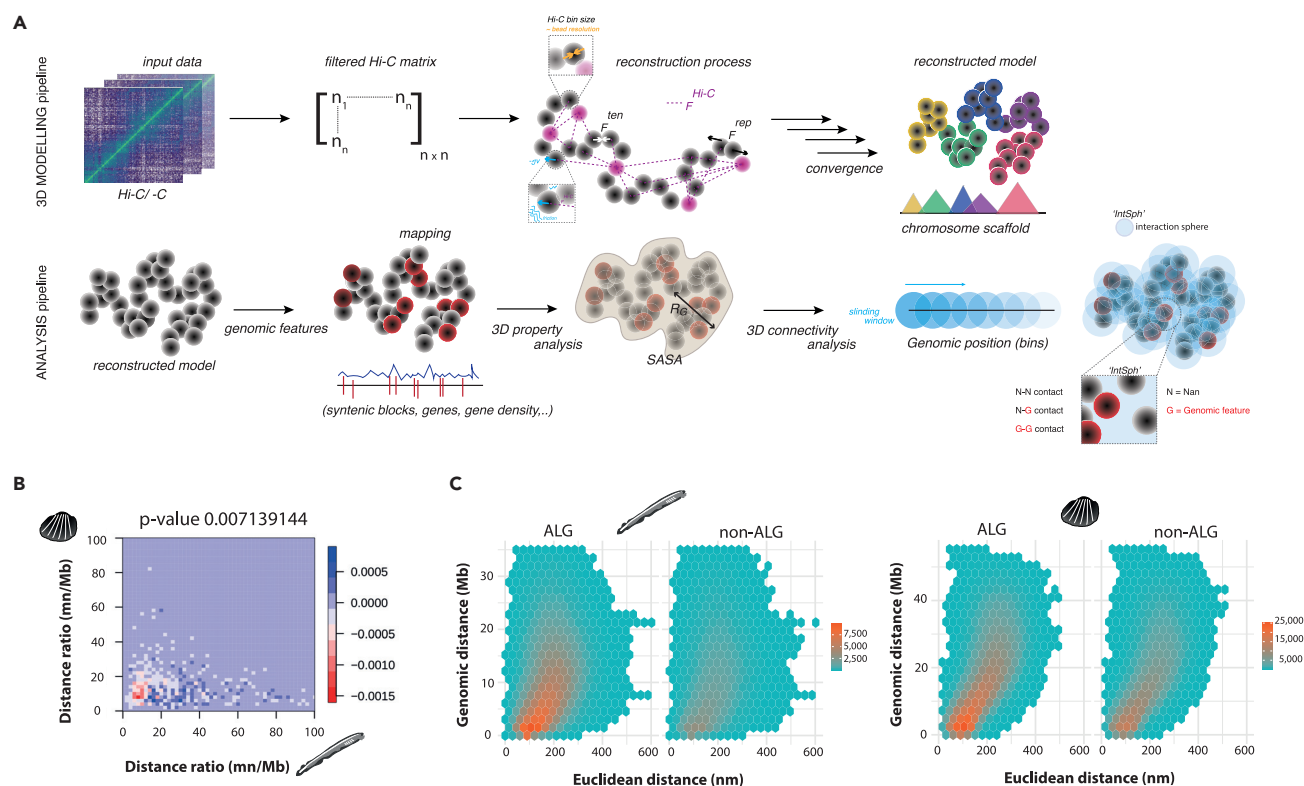 A
3D MODELLING pipeline
input data
Hi-C/ -C
filtered Hi-C matrix
n1 nn
nn
n x n
Hi-C bin size
~ bead resolution
reconstruction process
Hi-C
F
F ten
F rep
convergence
reconstructed model
chromosome scaffold
ANALYSIS pipeline
reconstructed model
genomic features
mapping
(syntenic blocks, genes, gene density,..)
3D property
analysis
RG
SASA
3D connectivity
analysis
slinding
window
Genomic position (bins)
'IntSph'
interaction sphere
'IntSph'
N-N contact
N-G contact
G-G contact
N = Nan
G = Genomic feature
B
p-value 0.007139144
Distance ratio (mn/Mb)
100
80
60
40
20
0
0 20 40 60 80 100
Distance ratio (mn/Mb)
0.0005
0.0000
-0.0005
-0.0010
-0.0015
C
ALG non-ALG
Genomic distance (Mb)
30
20
10
0
0 200 400 600 0 200 400 600
Euclidean distance (nm)
7,500
5,000
2,500
ALG non-ALG
Genomic distance (Mb)
40
20
0
0 200 400 600 0 200 400 600
Euclidean distance (nm)
25,000
15,000
5,000